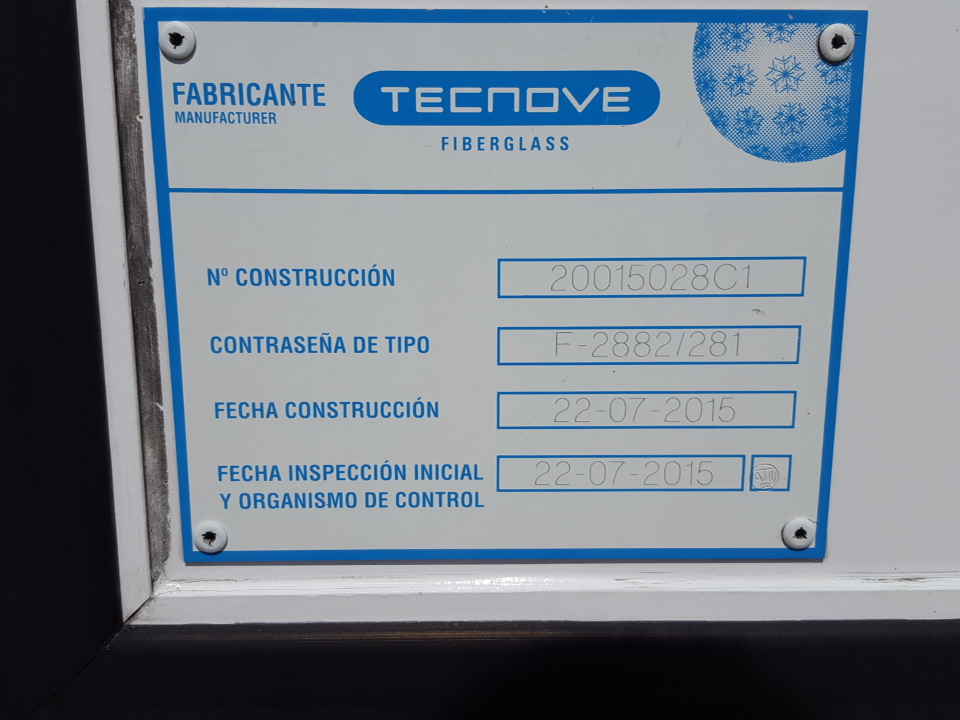 FABRICANTE
MANUFACTURER
TECNOVE
FIBERGLASS
Nº CONSTRUCCIÓN 20015028C1
CONTRASEÑA DE TIPO F-2882/281
FECHA CONSTRUCCIÓN 22-07-2015
FECHA INSPECCIÓN INICIAL 22-07-2015
Y ORGANISMO DE CONTROL